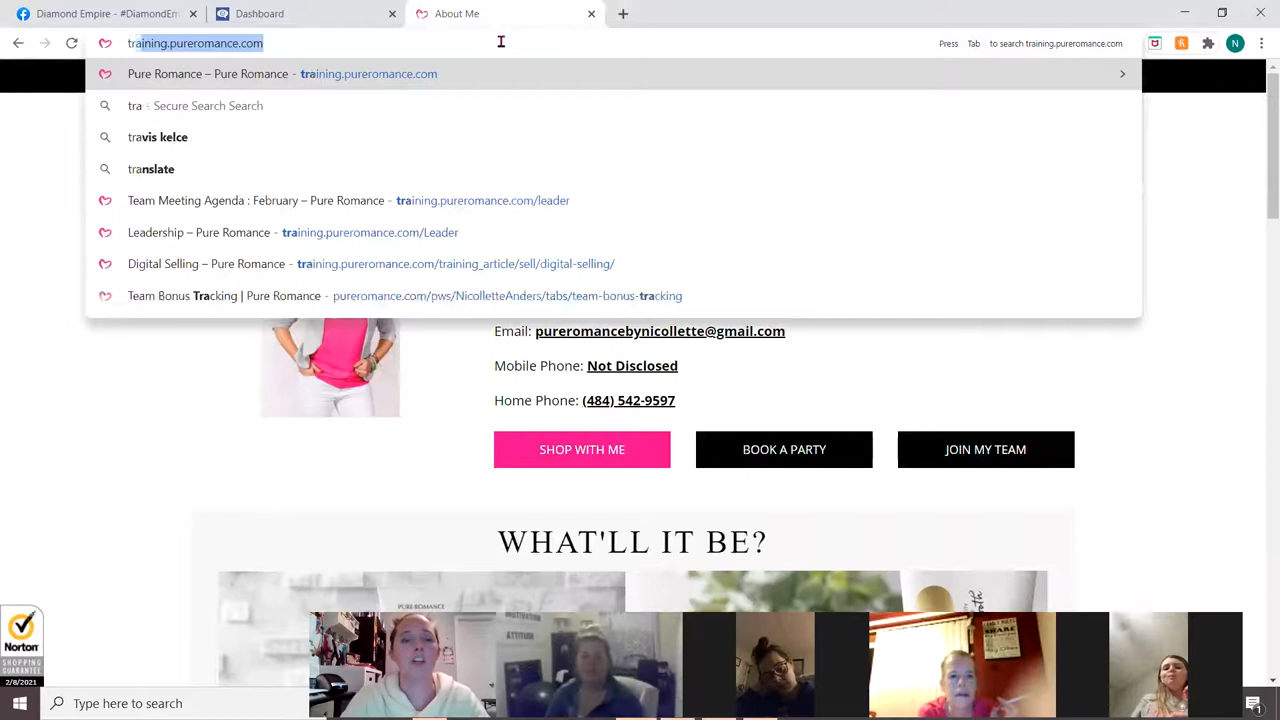 Diamond Empire - #DiamondEm
Dashboard
About Me
training.pureromance.com
Press Tab to search training.pureromance.com
N
Pure Romance – Pure Romance - training.pureromance.com
tra - Secure Search Search
travis kelce
translate
Team Meeting Agenda : February – Pure Romance - training.pureromance.com/leader
Leadership – Pure Romance - training.pureromance.com/Leader
Digital Selling – Pure Romance - training.pureromance.com/training_article/sell/digital-selling/
Team Bonus Tracking | Pure Romance - pureromance.com/pws/NicolletteAnders/tabs/team-bonus-tracking
Email: pureromancebynicollette@gmail.com
Mobile Phone: Not Disclosed
Home Phone: (484) 542-9597
SHOP WITH ME
BOOK A PARTY
JOIN MY TEAM
WHAT'LL IT BE?
PURE ROMANCE
MOTIVATION
ATTITUDE
SHARE
Norton
SHOPPING
GUARANTEE
2/8/2021
Type here to search